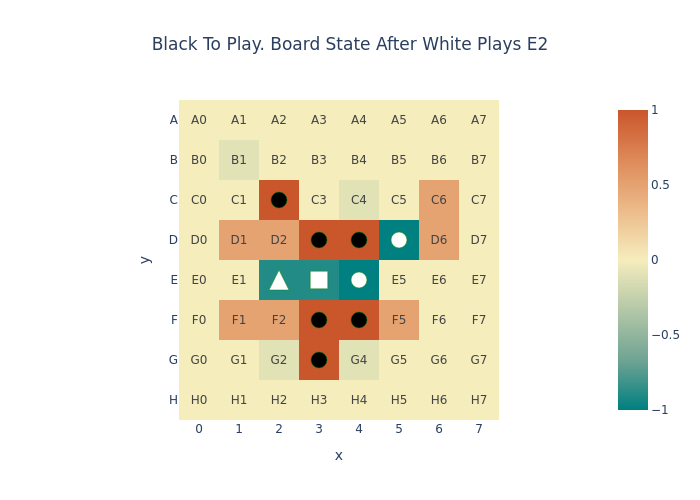 Black To Play. Board State After White Plays E2
A A0 A1 A2 A3 A4 A5 A6 A7
B B0 B1 B2 B3 B4 B5 B6 B7
C C0 C1 C3 C4 C5 C6 C7
D D0 D1 D2 D6 D7
E E0 E1 E5 E6 E7
F F0 F1 F2 F5 F6 F7
G G0 G1 G2 G4 G5 G6 G7
H H0 H1 H2 H3 H4 H5 H6 H7
0 1 2 3 4 5 6 7
x
y
1
0.5
0
−0.5
−1